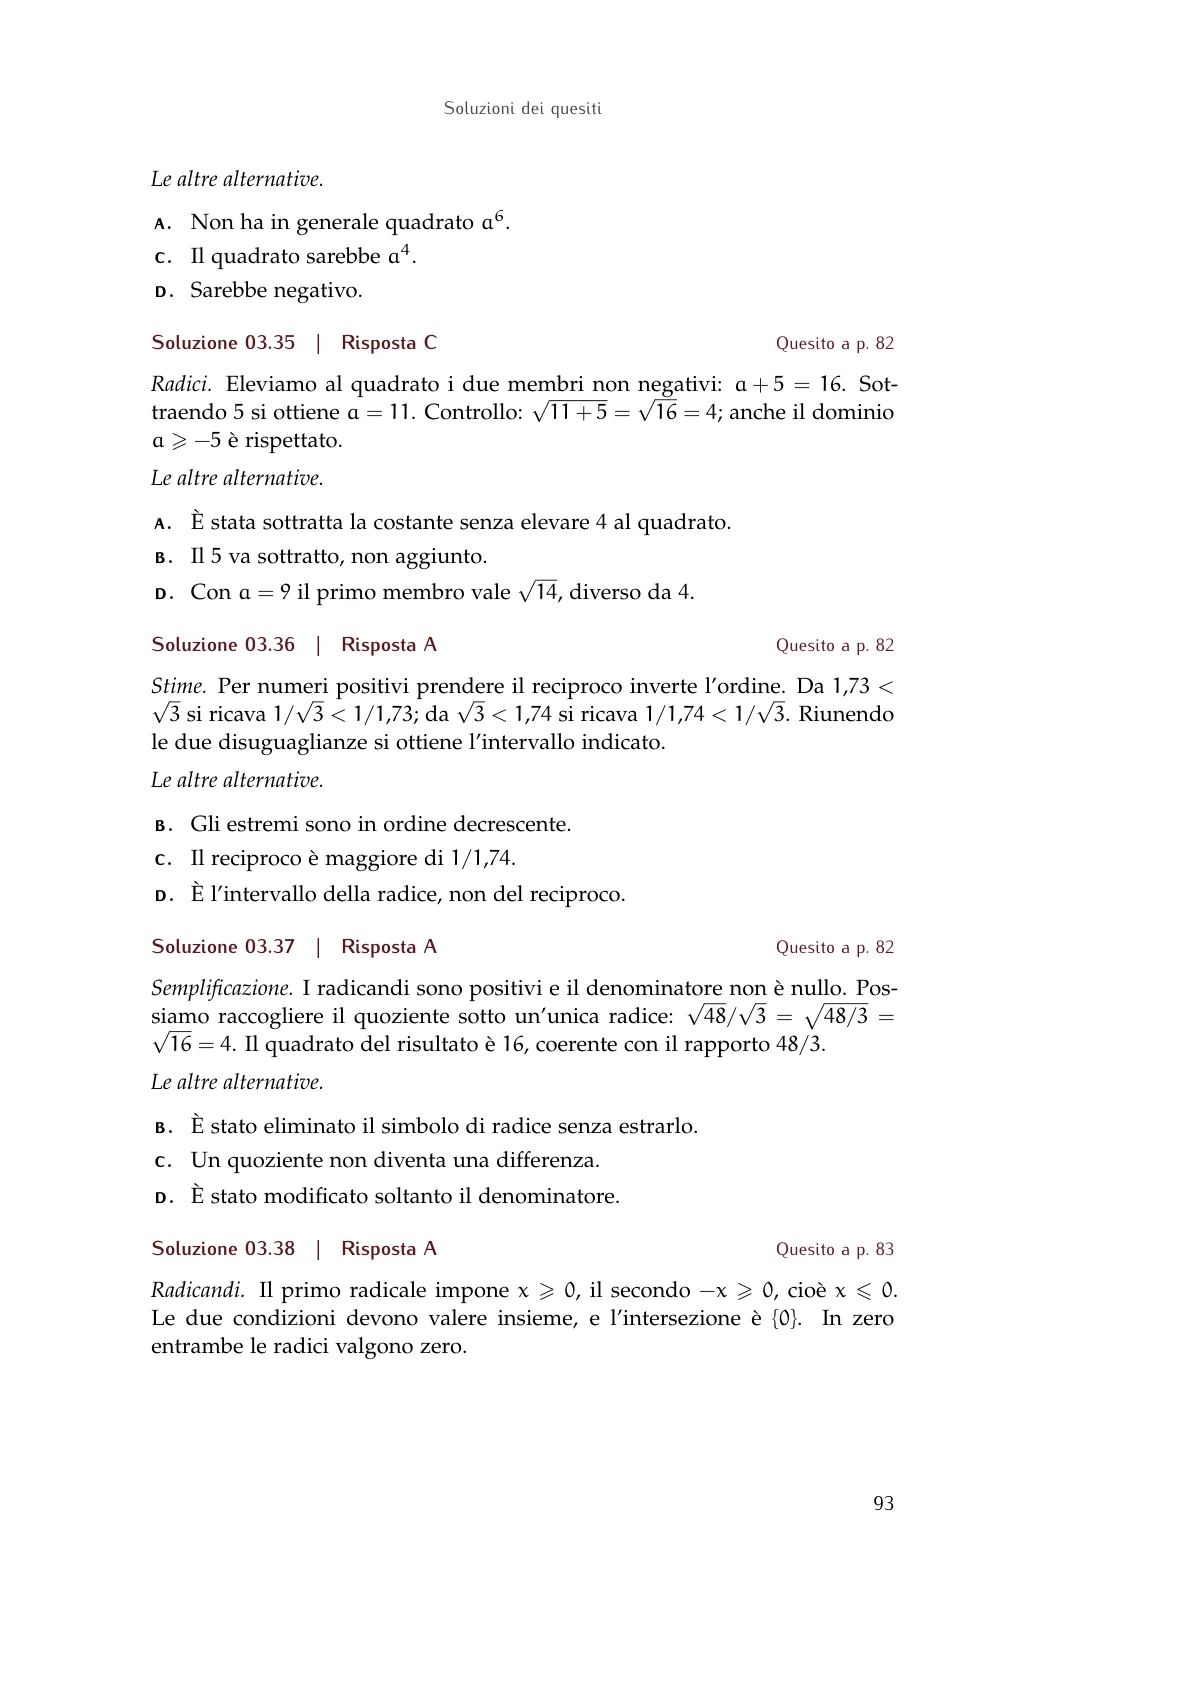 Soluzioni dei quesiti
Le altre alternative.
A. Non ha in generale quadrato a⁶.
C. Il quadrato sarebbe a⁴.
D. Sarebbe negativo.
Soluzione 03.35 | Risposta C Quesito a p. 82
Radici. Eleviamo al quadrato i due membri non negativi: a + 5 = 16. Sot-
traendo 5 si ottiene a = 11. Controllo: √(11 + 5) = √16 = 4; anche il dominio
a ⩾ −5 è rispettato.
Le altre alternative.
A. È stata sottratta la costante senza elevare 4 al quadrato.
B. Il 5 va sottratto, non aggiunto.
D. Con a = 9 il primo membro vale √14, diverso da 4.
Soluzione 03.36 | Risposta A Quesito a p. 82
Stime. Per numeri positivi prendere il reciproco inverte l’ordine. Da 1,73 <
√3 si ricava 1/√3 < 1/1,73; da √3 < 1,74 si ricava 1/1,74 < 1/√3. Riunendo
le due disuguaglianze si ottiene l’intervallo indicato.
Le altre alternative.
B. Gli estremi sono in ordine decrescente.
C. Il reciproco è maggiore di 1/1,74.
D. È l’intervallo della radice, non del reciproco.
Soluzione 03.37 | Risposta A Quesito a p. 82
Semplificazione. I radicandi sono positivi e il denominatore non è nullo. Pos-
siamo raccogliere il quoziente sotto un’unica radice: √48/√3 = √(48/3) =
√16 = 4. Il quadrato del risultato è 16, coerente con il rapporto 48/3.
Le altre alternative.
B. È stato eliminato il simbolo di radice senza estrarlo.
C. Un quoziente non diventa una differenza.
D. È stato modificato soltanto il denominatore.
Soluzione 03.38 | Risposta A Quesito a p. 83
Radicandi. Il primo radicale impone x ⩾ 0, il secondo −x ⩾ 0, cioè x ⩽ 0.
Le due condizioni devono valere insieme, e l’intersezione è {0}. In zero
entrambe le radici valgono zero.
93